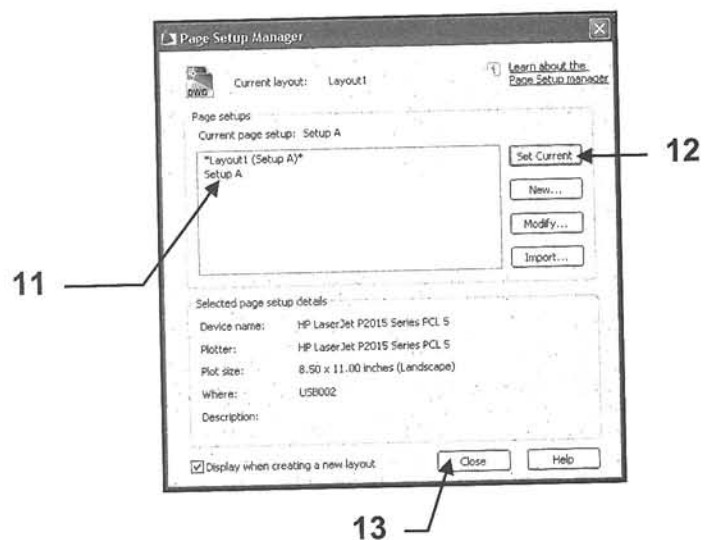 Page Setup Manager
DWG
Current layout: Layout1
Learn about the
Page Setup manager
Page setups
Current page setup: Setup A
*Layout1 (Setup A)*
Setup A
Set Current
12
New...
Modify...
Import...
11
Selected page setup details
Device name: HP LaserJet P2015 Series PCL 5
Plotter: HP LaserJet P2015 Series PCL 5
Plot size: 8.50 x 11.00 inches (Landscape)
Where: USB002
Description:
Display when creating a new layout
Close
Help
13